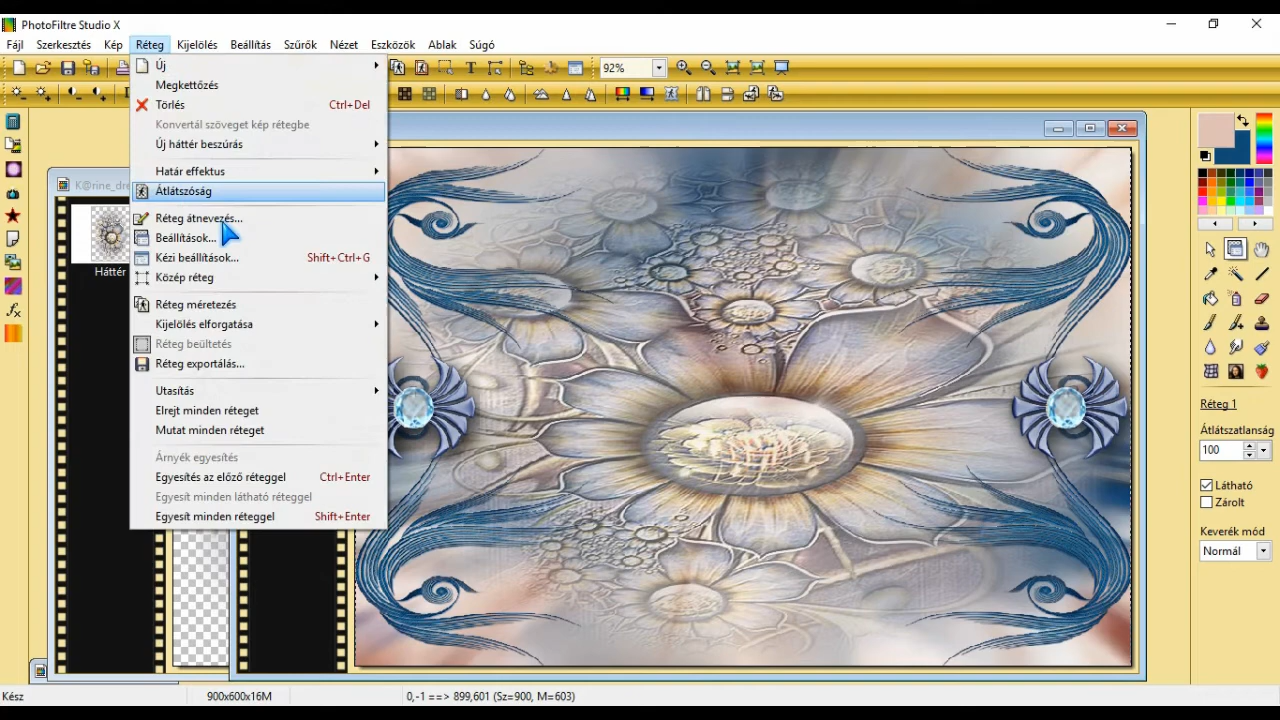 PhotoFiltre Studio X
Fájl Szerkesztés Kép Réteg Kijelölés Beállítás Szűrők Nézet Eszközök Ablak Súgó
92%
Új
Megkettőzés
Törlés Ctrl+Del
Konvertál szöveget kép rétegbe
Új háttér beszúrás
Határ effektus
Átlátszóság
Réteg átnevezés...
Beállítások...
Kézi beállítások... Shift+Ctrl+G
Közép réteg
Réteg méretezés
Kijelölés elforgatása
Réteg beültetés
Réteg exportálás...
Utasítás
Elrejt minden réteget
Mutat minden réteget
Árnyék egyesítés
Egyesítés az előző réteggel Ctrl+Enter
Egyesít minden látható réteggel
Egyesít minden réteggel Shift+Enter
Háttér
Réteg 1
Átlátszatlanság
100
Látható
Zárolt
Keverék mód
Normál
Kész 900x600x16M 0,-1 ==> 899,601 (Sz=900, M=603)